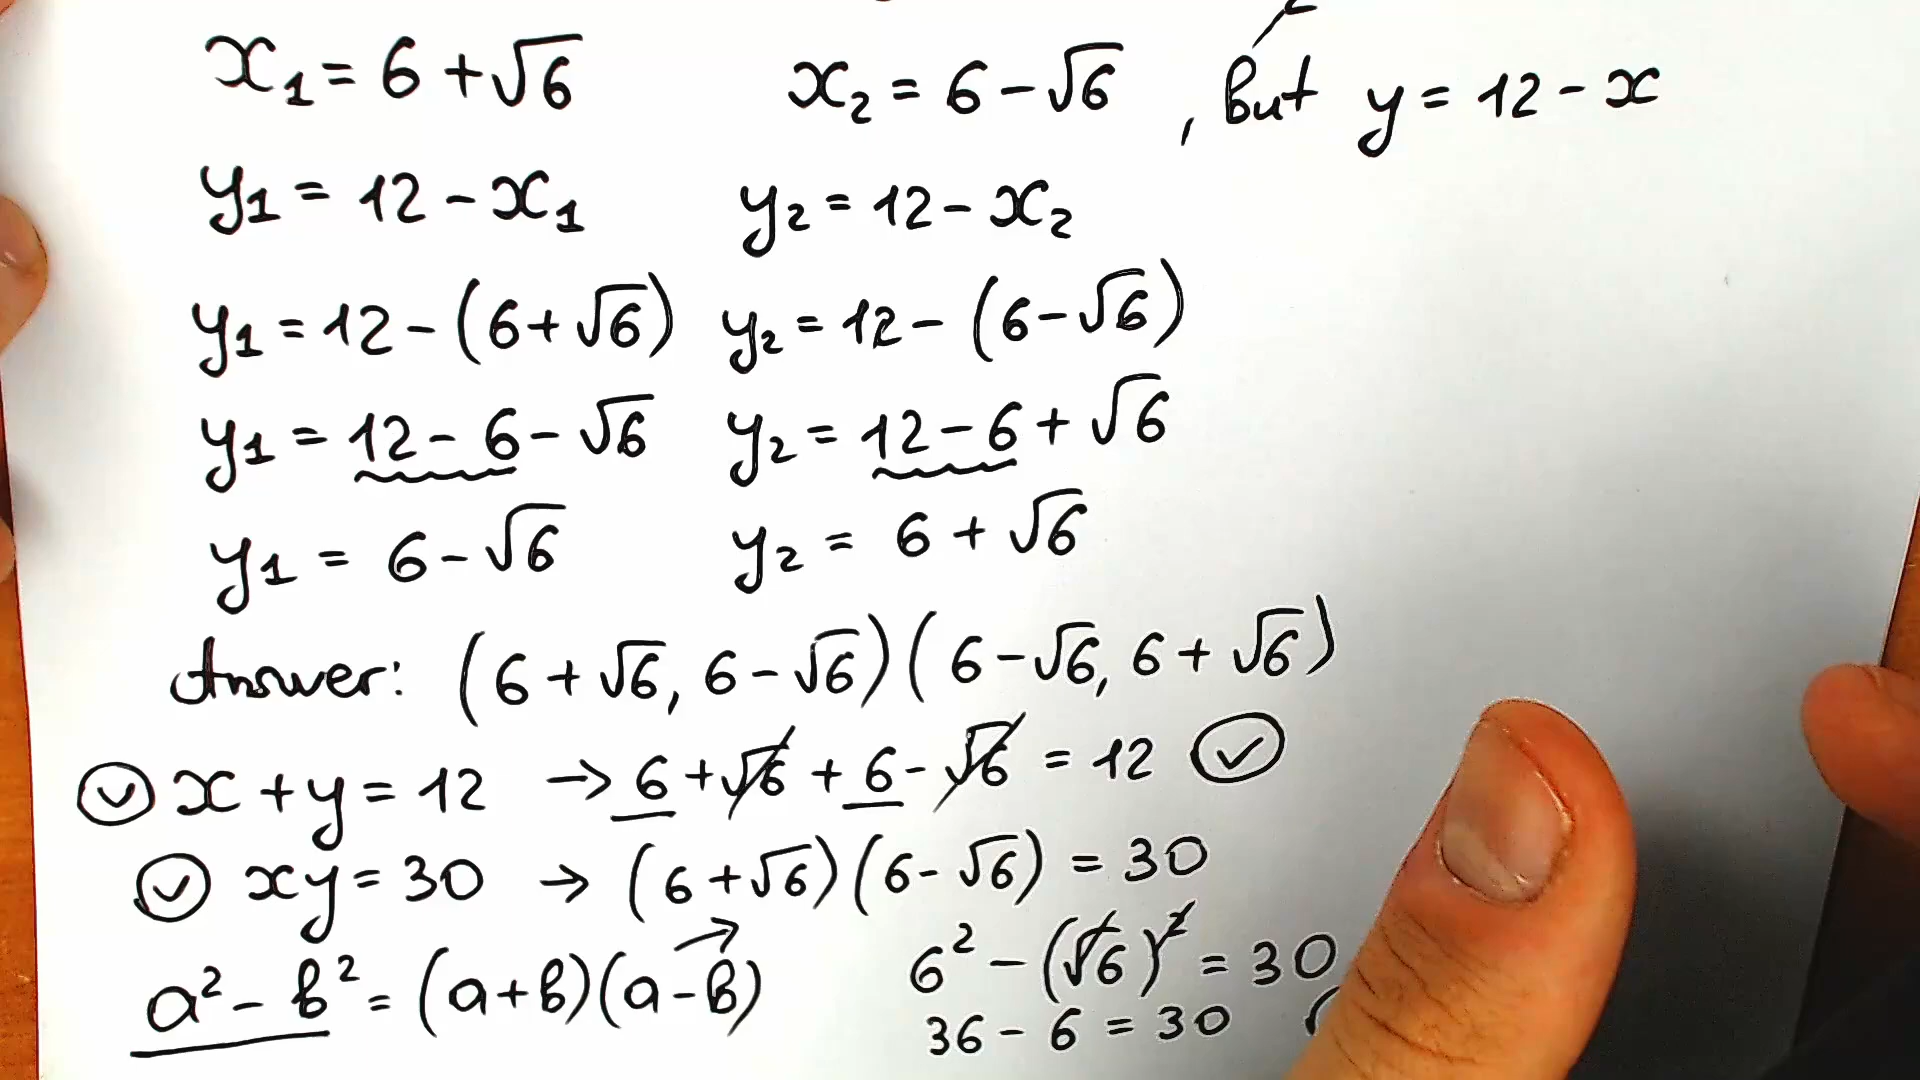 x₁ = 6 + √6   x₂ = 6 - √6 , But y = 12 - x
y₁ = 12 - x₁   y₂ = 12 - x₂
y₁ = 12 - (6 + √6)   y₂ = 12 - (6 - √6)
y₁ = 12 - 6 - √6   y₂ = 12 - 6 + √6
y₁ = 6 - √6   y₂ = 6 + √6
Answer: (6 + √6, 6 - √6) (6 - √6, 6 + √6)
✓ x + y = 12 → 6 + √6 + 6 - √6 = 12 ✓
✓ xy = 30 → (6 + √6)(6 - √6) = 30
a² - b² = (a + b)(a - b)   6² - (√6)² = 30
36 - 6 = 30